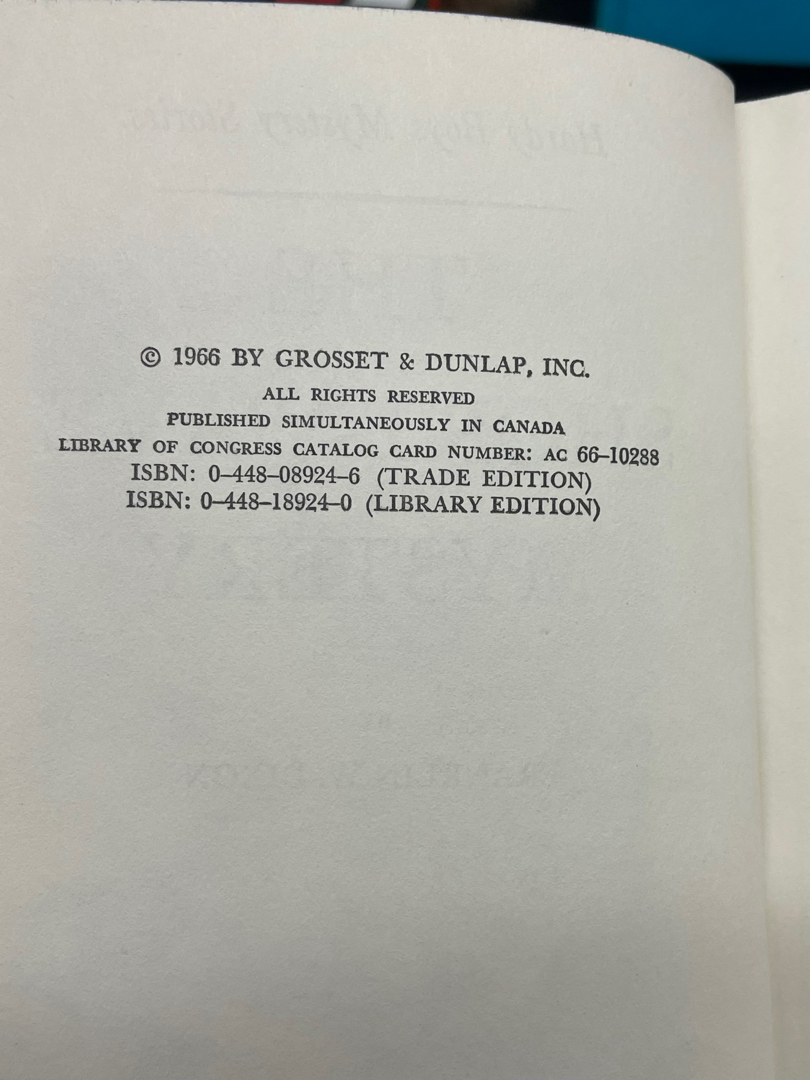 © 1966 BY GROSSET & DUNLAP, INC.
ALL RIGHTS RESERVED
PUBLISHED SIMULTANEOUSLY IN CANADA
LIBRARY OF CONGRESS CATALOG CARD NUMBER: AC 66–10288
ISBN: 0–448–08924–6 (TRADE EDITION)
ISBN: 0–448–18924–0 (LIBRARY EDITION)